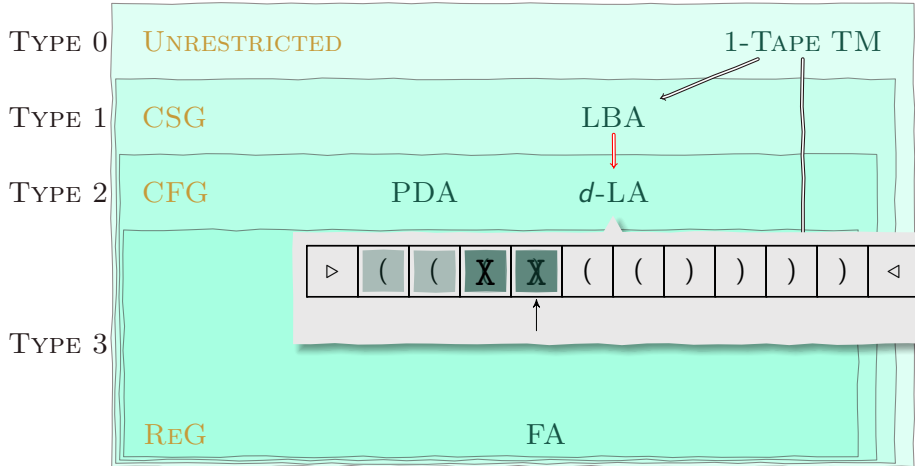 TYPE 0 UNRESTRICTED 1-TAPE TM
TYPE 1 CSG LBA
TYPE 2 CFG PDA d-LA
▷ ( ( X X ( ( ) ) ) ) ◁
TYPE 3
REG FA